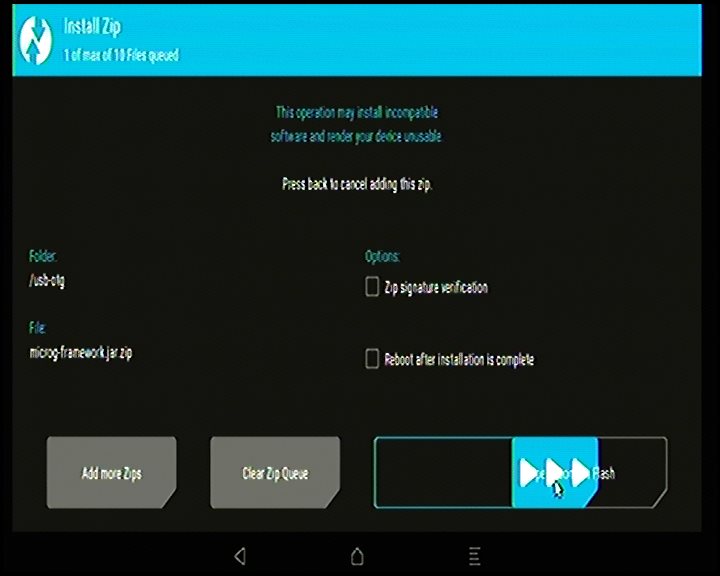 Install Zip
1 of max of 10 Files queued
This operation may install incompatible
software and render your device unusable.
Press back to cancel adding this zip.
Folder:
/usb-otg
Options:
Zip signature verification
File:
microg-framework.jar.zip
Reboot after installation is complete
Add more Zips
Clear Zip Queue
Flash